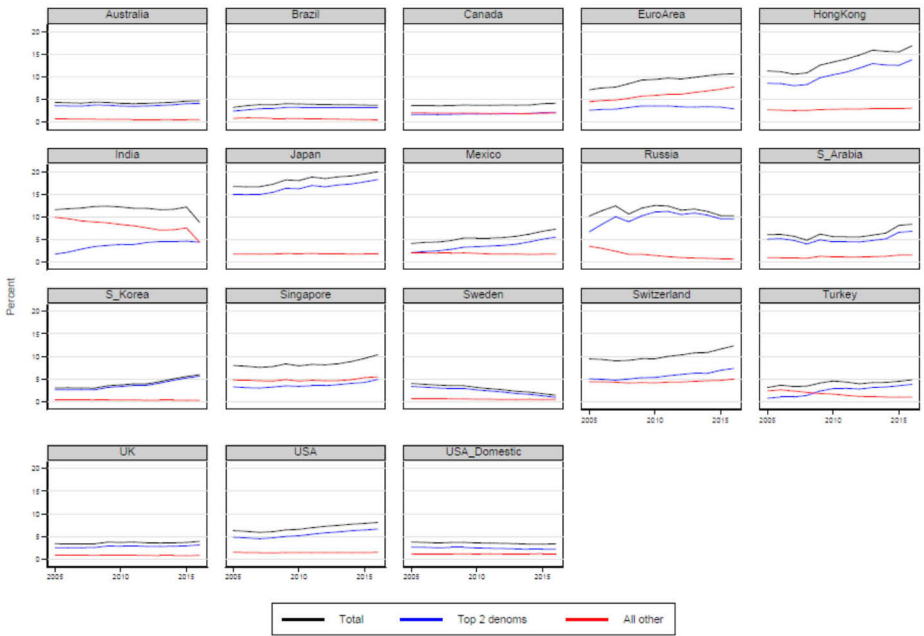 Australia Brazil Canada EuroArea HongKong
20
15
10
5
0
India Japan Mexico Russia S_Arabia
20
15
10
5
0
Percent
S_Korea Singapore Sweden Switzerland Turkey
20
15
10
5
0
2005 2010 2015 2005 2010 2015
UK USA USA_Domestic
20
15
10
5
0
2005 2010 2015 2005 2010 2015 2005 2010 2015
Total Top 2 denoms All other